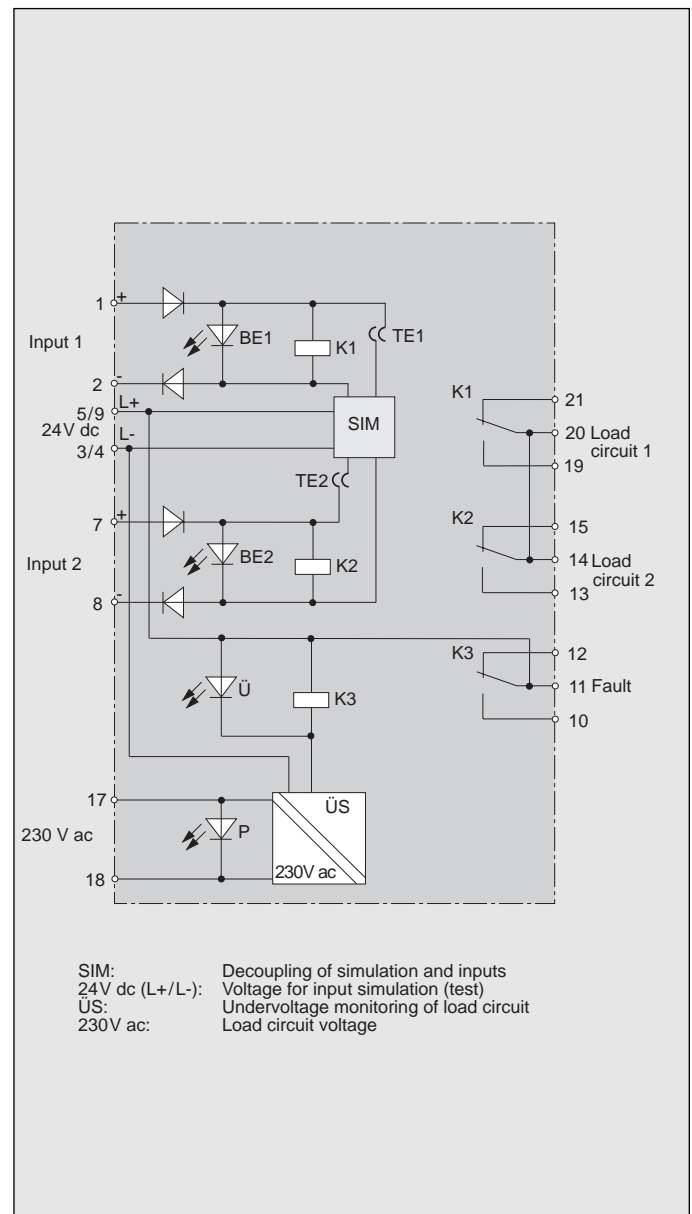 1
+
TE1
BE1
K1
Input 1
2
-
5/9
L+
24V dc
3/4
L-
SIM
K1
21
20 Load
circuit 1
19
TE2
7
+
BE2
K2
Input 2
8
-
K2
15
14 Load
circuit 2
13
K3
12
11 Fault
10
Ü
K3
17
230 V ac
18
P
ÜS
230V ac
SIM: Decoupling of simulation and inputs
24V dc (L+/L-): Voltage for input simulation (test)
ÜS: Undervoltage monitoring of load circuit
230V ac: Load circuit voltage